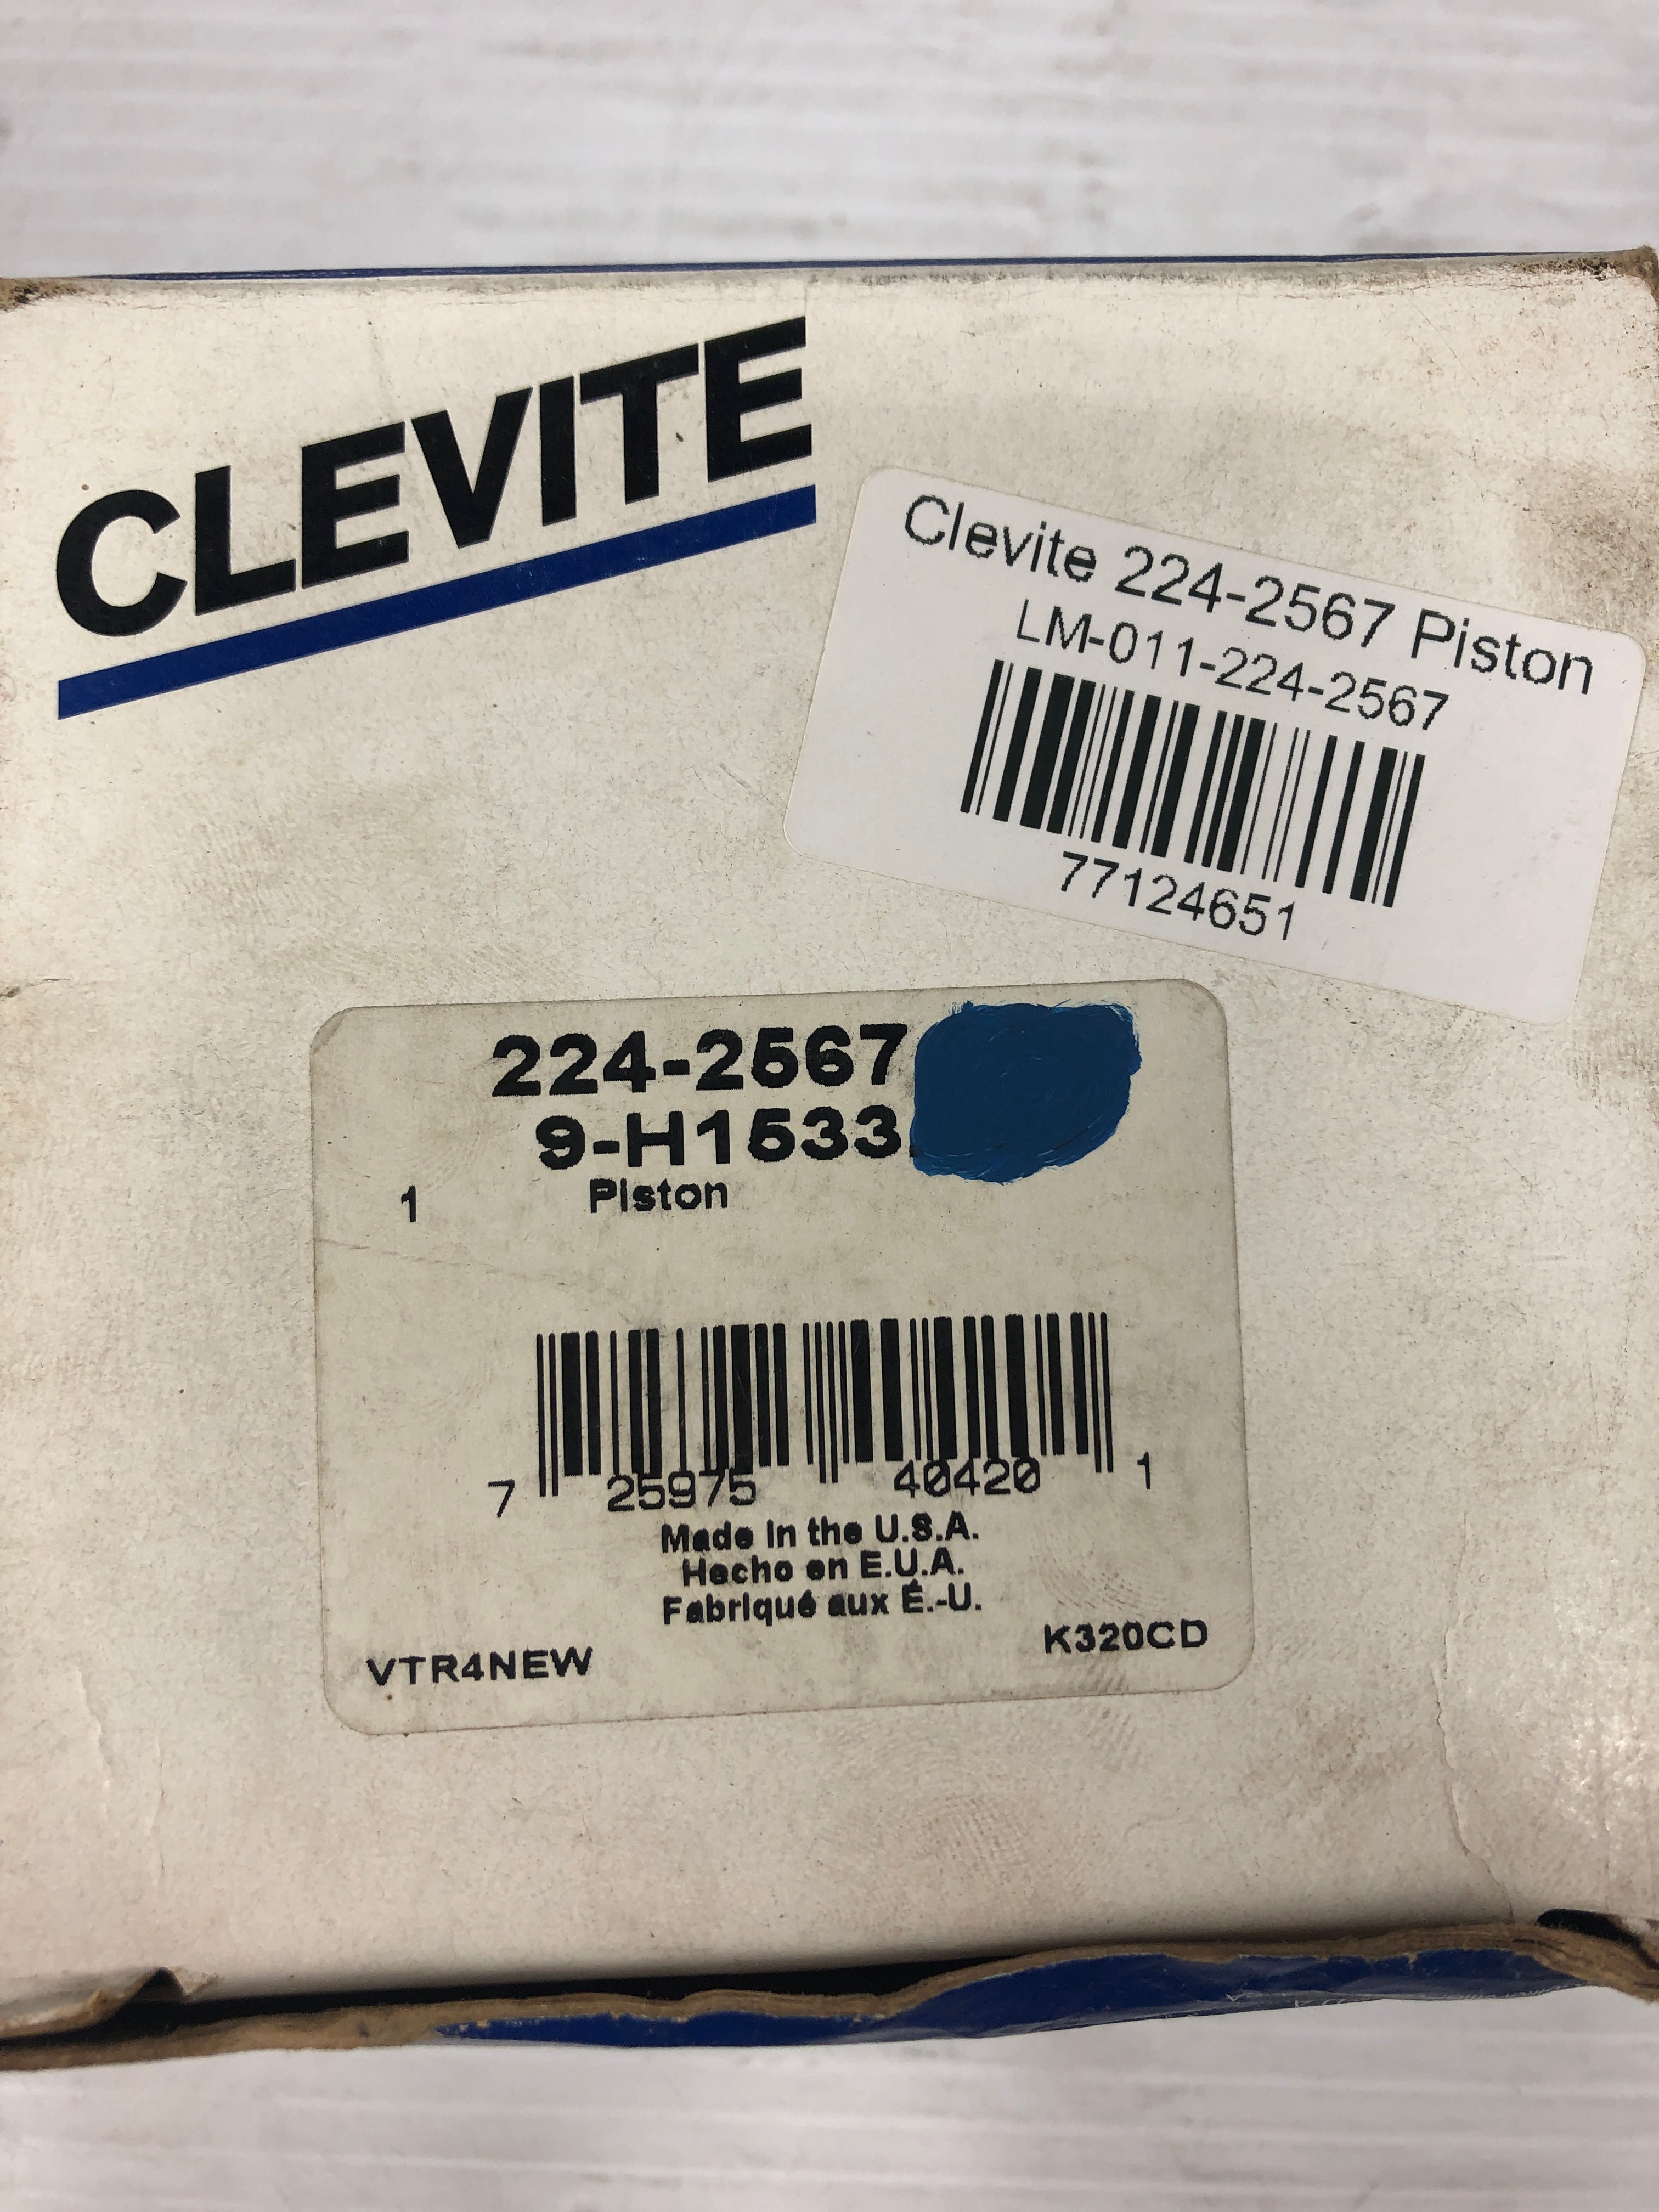 CLEVITE
Clevite 224-2567 Piston
LM-011-224-2567
77124651
224-2567
9-H1533.
1 Piston
7 25975 40420 1
Made in the U.S.A.
Hecho en E.U.A.
Fabriqué aux É.-U.
VTR4NEW K320CD